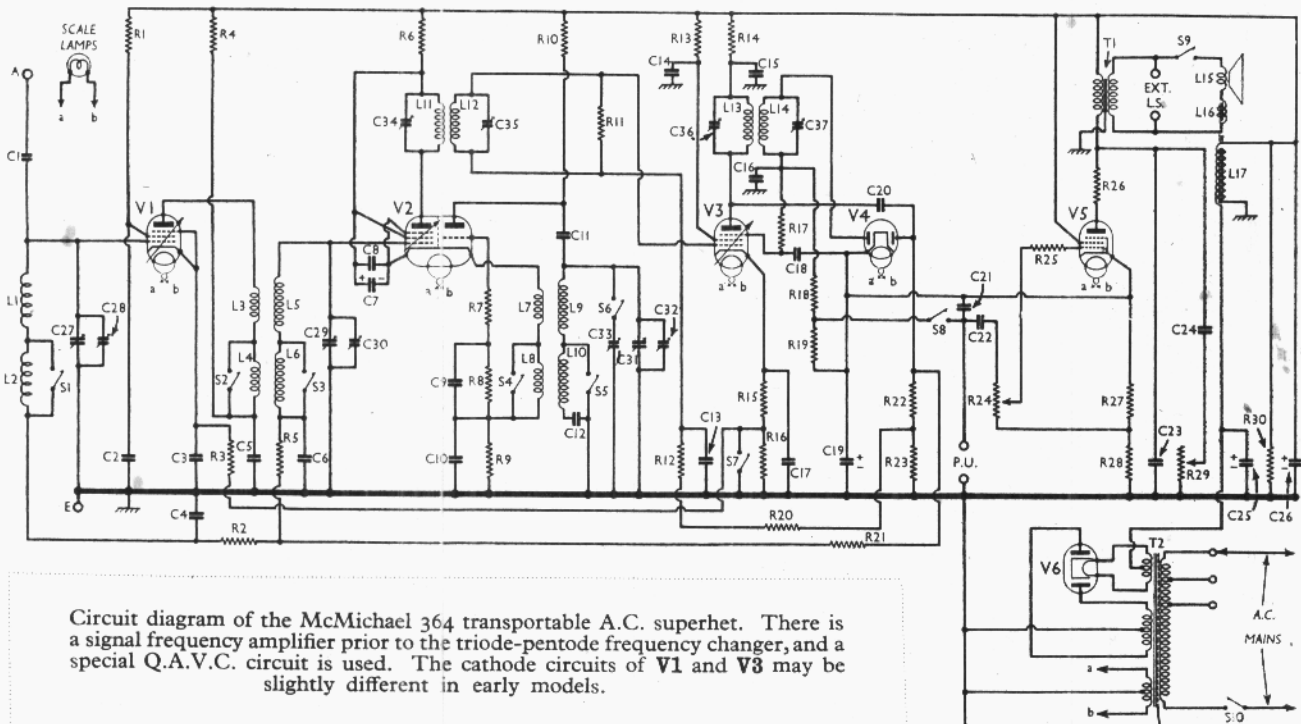 SCALE
LAMPS
A
a b
R1
R4
R6
R10
R13
R14
C14
C15
T1
S9
L15
EXT.
L.S.
L16
L17
C1
C34
L11
L12
C35
R11
C36
L13
L14
C37
C16
V1
V2
V3
V4
V5
C20
R26
R17
C18
R25
a b
a b
a b
a b
a b
C8
+ -
C7
C11
L1
L2
S1
C27
C28
L3
L4
L5
L6
S2
S3
C29
C30
R7
R8
L7
L8
S4
C9
L9
L10
S5
S6
C33
C31
C32
C12
R18
R19
S8
C21
C22
R24
C24
R15
R16
R22
R23
R27
R28
C2
C3
R3
C5
R5
C6
C10
R9
R12
C13
S7
C17
C19
+
-
P.U.
C23
R29
R30
+
-
+
-
C25
C26
E
C4
R2
R20
R21
V6
T2
A.C.
MAINS
a
b
S10
Circuit diagram of the McMichael 364 transportable A.C. superhet. There is
a signal frequency amplifier prior to the triode-pentode frequency changer, and a
special Q.A.V.C. circuit is used. The cathode circuits of V1 and V3 may be
slightly different in early models.